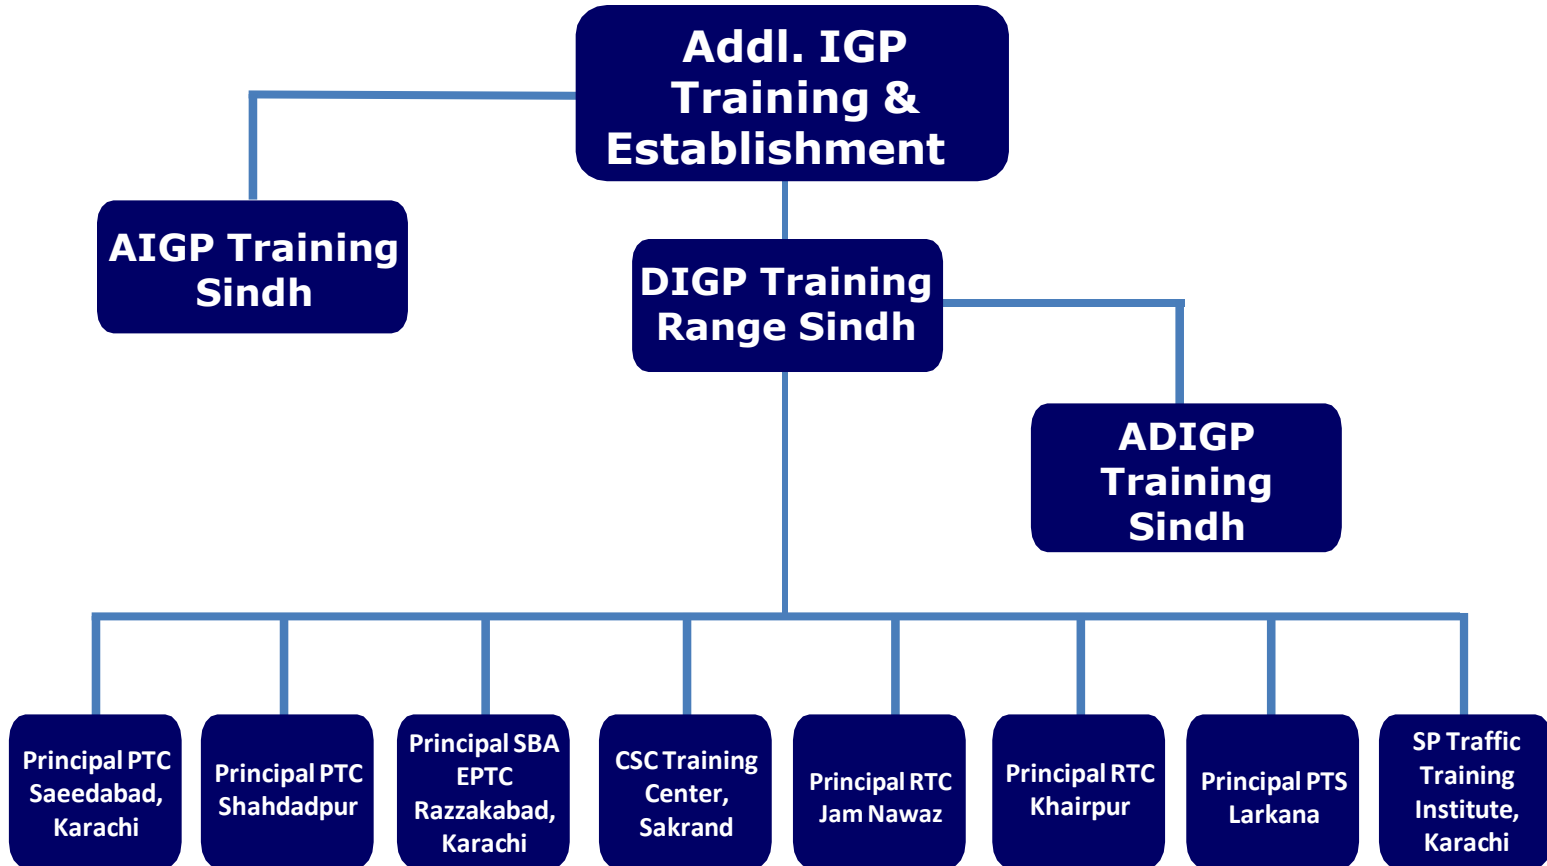 Addl. IGP
Training &
Establishment
AIGP Training
Sindh
DIGP Training
Range Sindh
ADIGP
Training
Sindh
Principal PTC
Saeedabad,
Karachi
Principal PTC
Shahdadpur
Principal SBA
EPTC
Razzakabad,
Karachi
CSC Training
Center,
Sakrand
Principal RTC
Jam Nawaz
Principal RTC
Khairpur
Principal PTS
Larkana
SP Traffic
Training
Institute,
Karachi